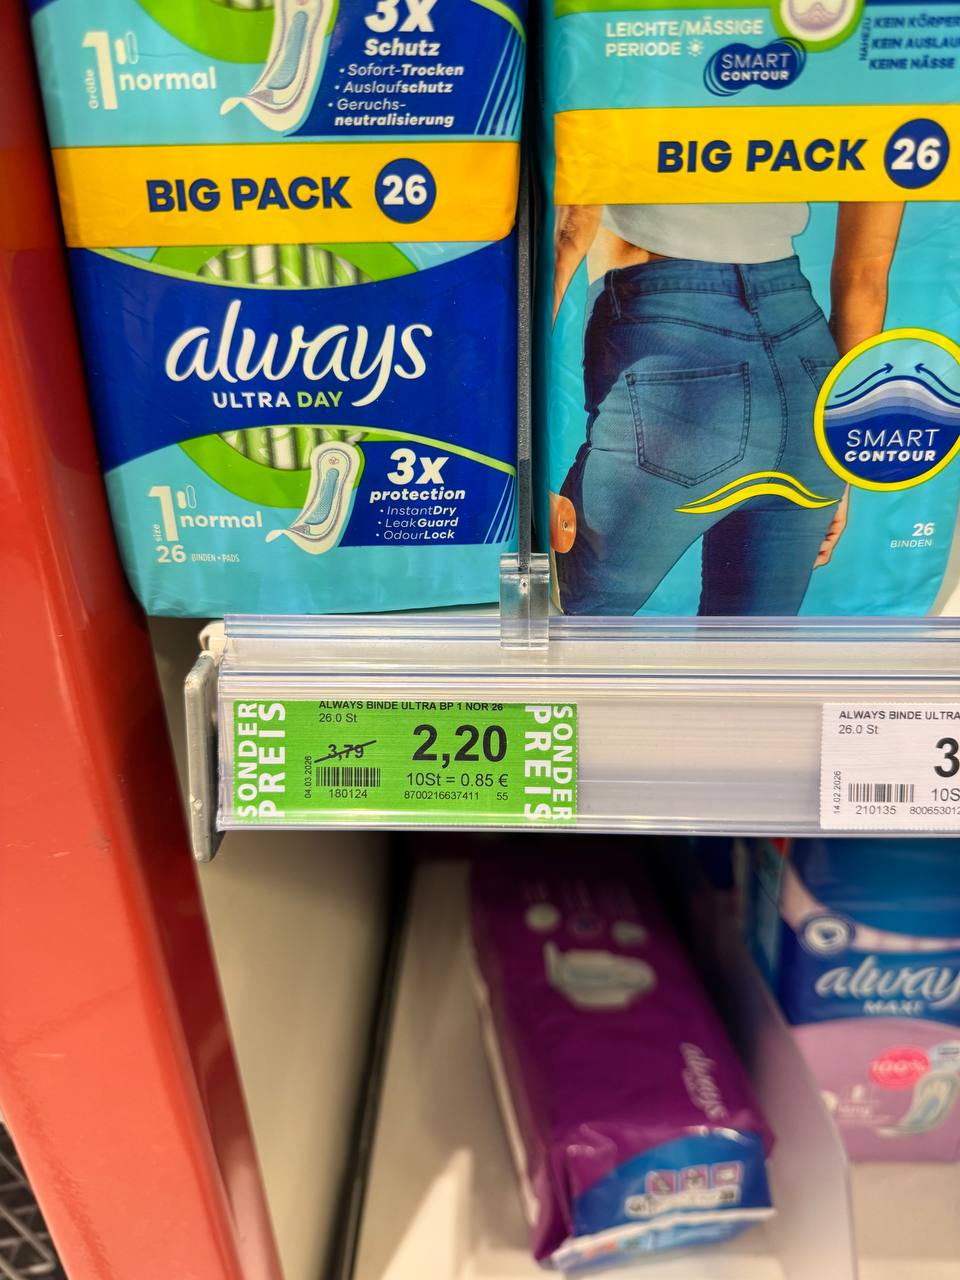 3x
Schutz
• Sofort-Trocken
• Auslaufschutz
• Geruchs-
neutralisierung
Größe 1 normal
BIG PACK 26
always
ULTRA DAY
3x
protection
• InstantDry
• LeakGuard
• OdourLock
size 1 normal
26 BINDEN • PADS
LEICHTE/MÄSSIGE
PERIODE
SMART
CONTOUR
KEIN AUSLAU
KEINE NÄSSE
BIG PACK 26
SMART
CONTOUR
26
BINDEN
SONDER
PREIS
ALWAYS BINDE ULTRA BP 1 NOR 26
26.0 St
3,79
2,20
10St = 0.85 €
04.03.2026
180124
8700216637411 55
SONDER
PREIS
ALWAYS BINDE ULTRA
26.0 St
3
10S
14.02.2026
210135 800653012
always
always
MAXI
100%